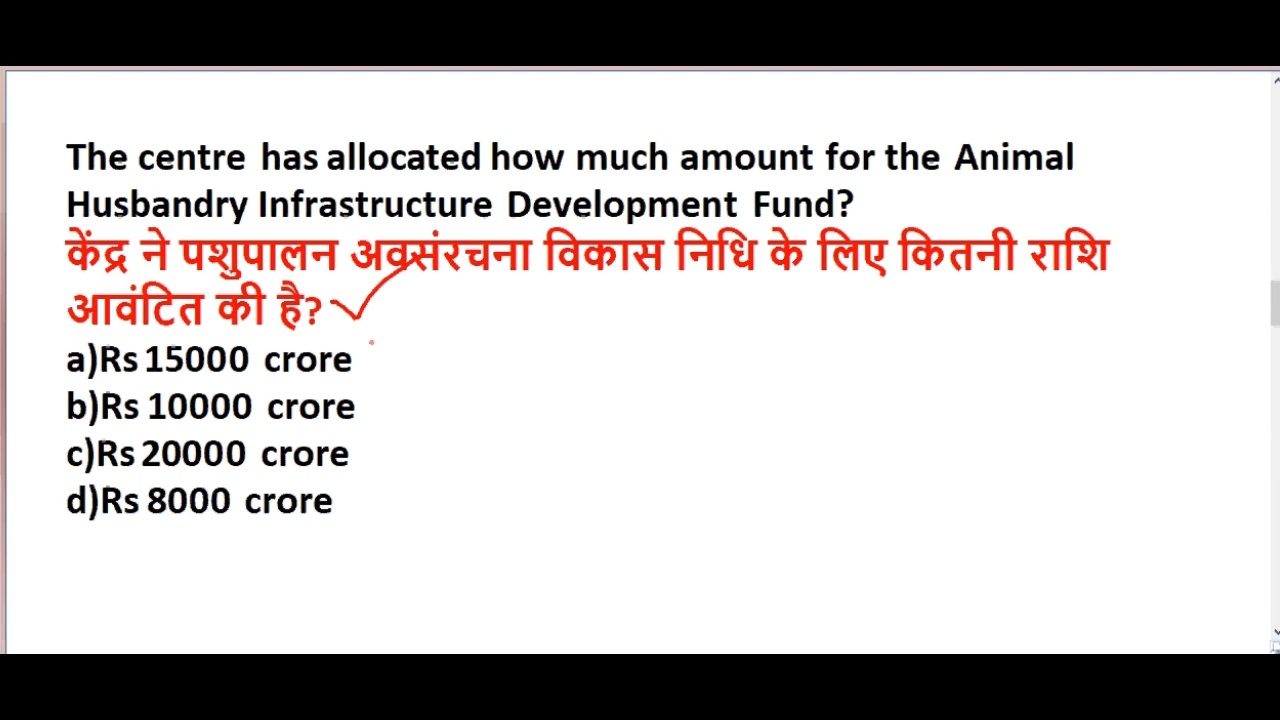 The centre has allocated how much amount for the Animal
Husbandry Infrastructure Development Fund?
केंद्र ने पशुपालन अवसंरचना विकास निधि के लिए कितनी राशि
आवंटित की है?
a)Rs 15000 crore
b)Rs 10000 crore
c)Rs 20000 crore
d)Rs 8000 crore